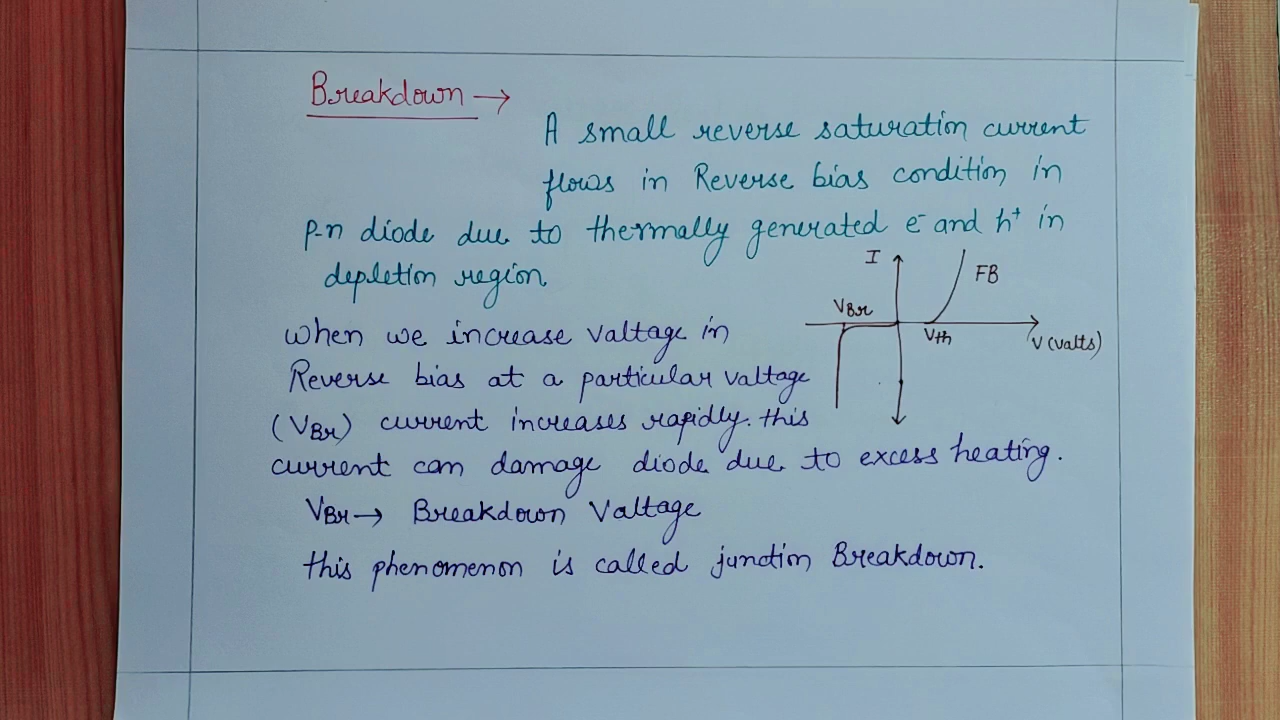 Breakdown →
A small reverse saturation current
flows in Reverse bias condition in
p-n diode due to thermally generated e⁻ and h⁺ in
depletion region.
I
FB
VBr
Vth
V (valts)
when we increase valtage in
Reverse bias at a particular valtage
(VBr) current increases rapidly. this
current can damage diode due to excess heating.
VBr → Breakdown Valtage
this phenomenon is called junction Breakdown.